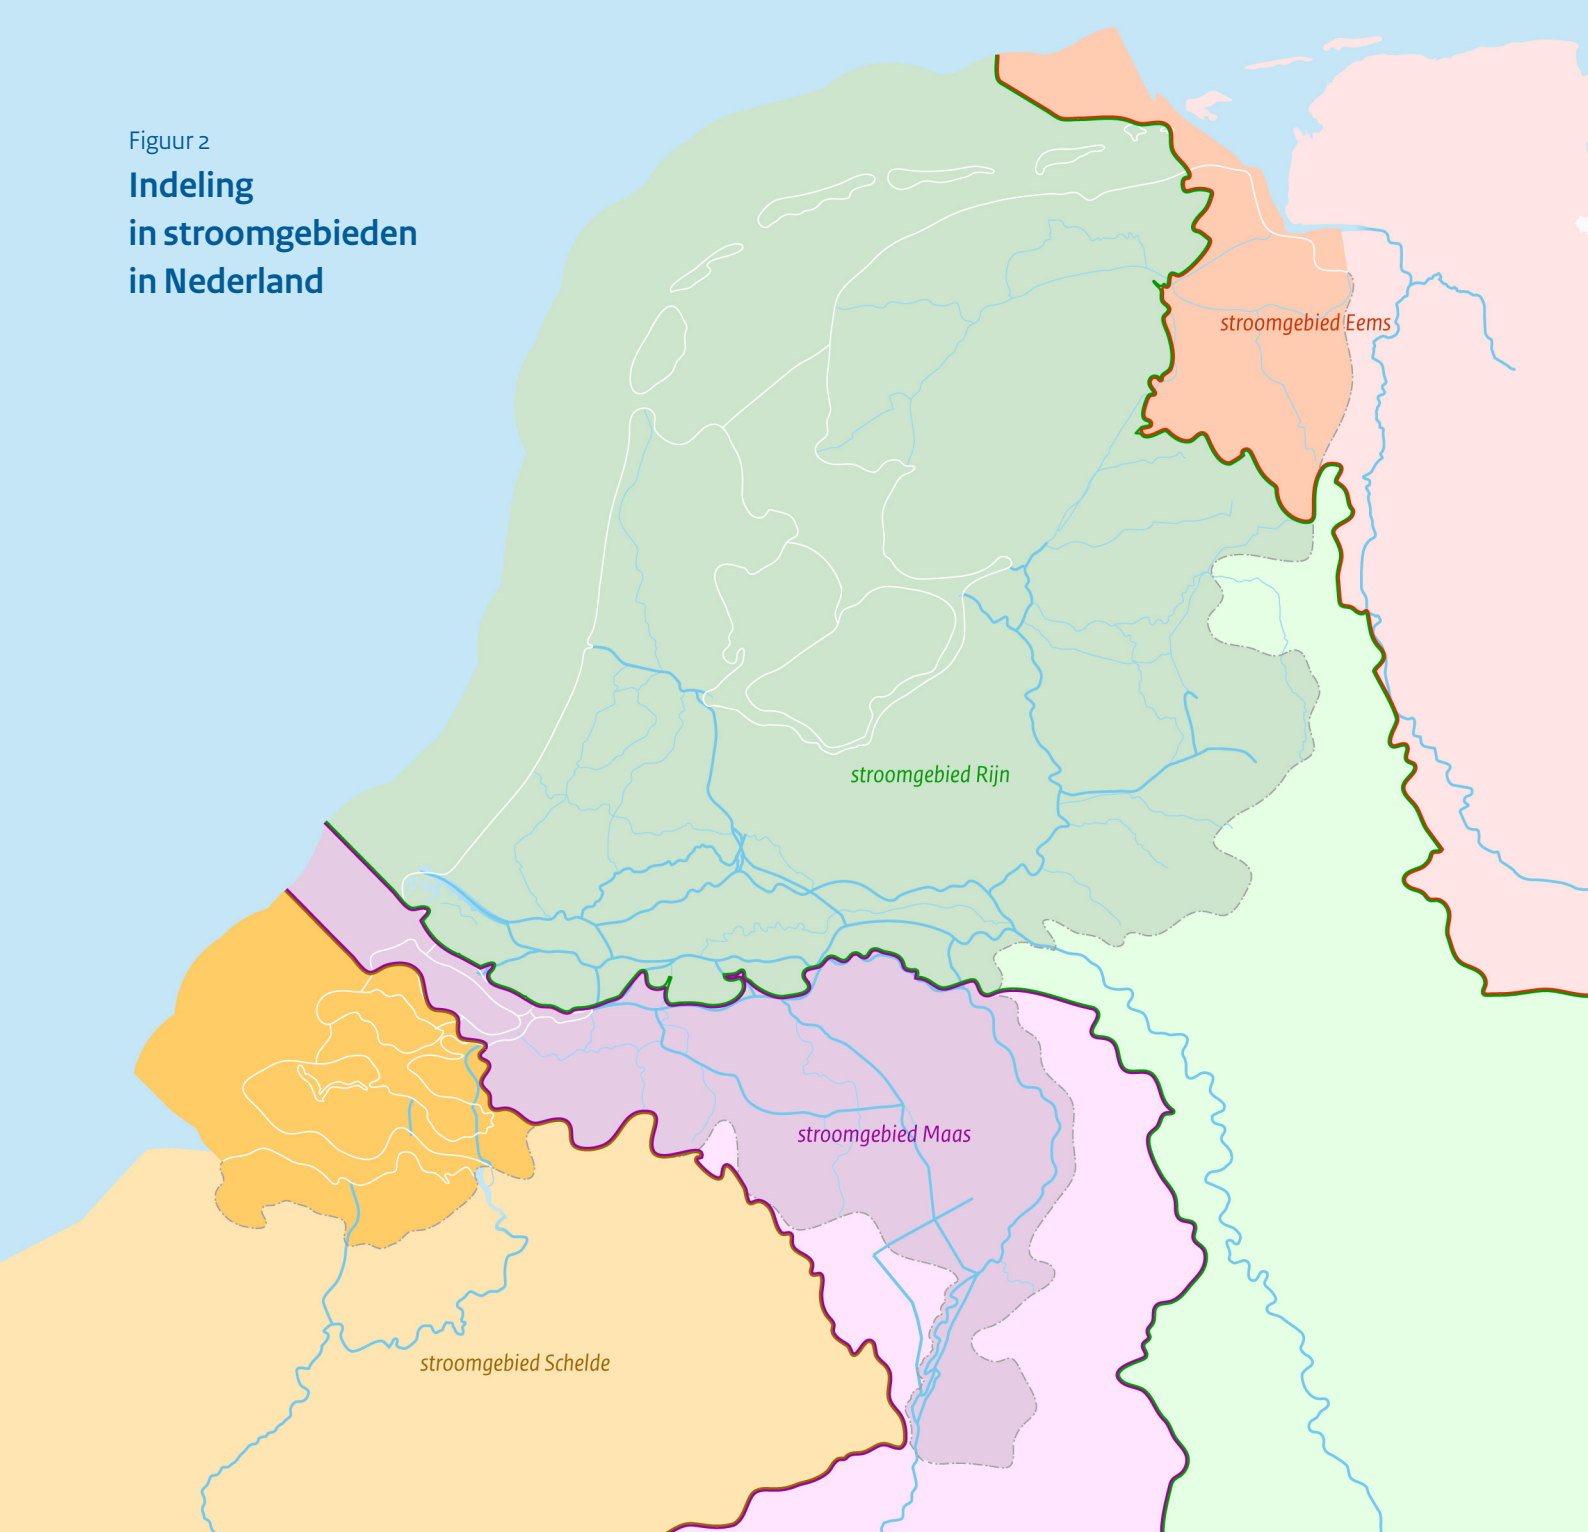 Figuur 2
Indeling
in stroomgebieden
in Nederland
stroomgebied Eems
stroomgebied Rijn
stroomgebied Maas
stroomgebied Schelde